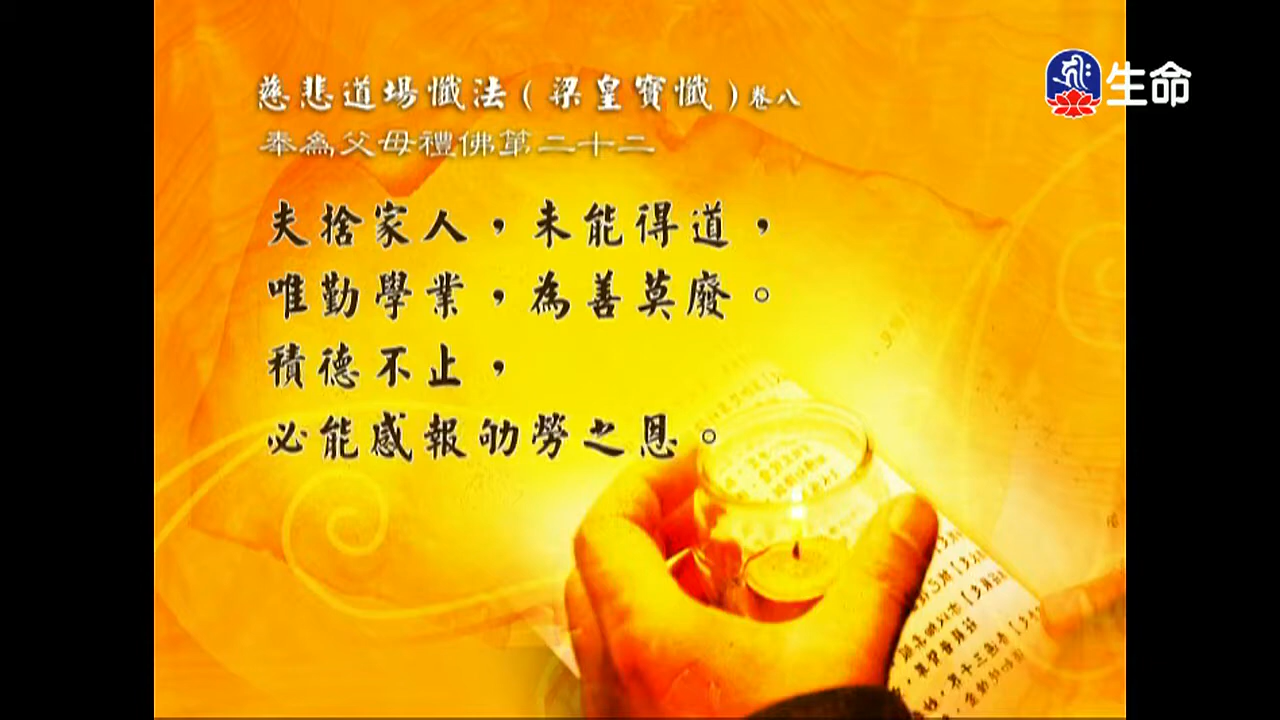 慈悲道場懺法(梁皇寶懺)卷八
生命
奉為父母禮佛第二十二
夫捨家人，未能得道，
唯勤學業，為善莫廢。
積德不止，
必能感報劬勞之恩。